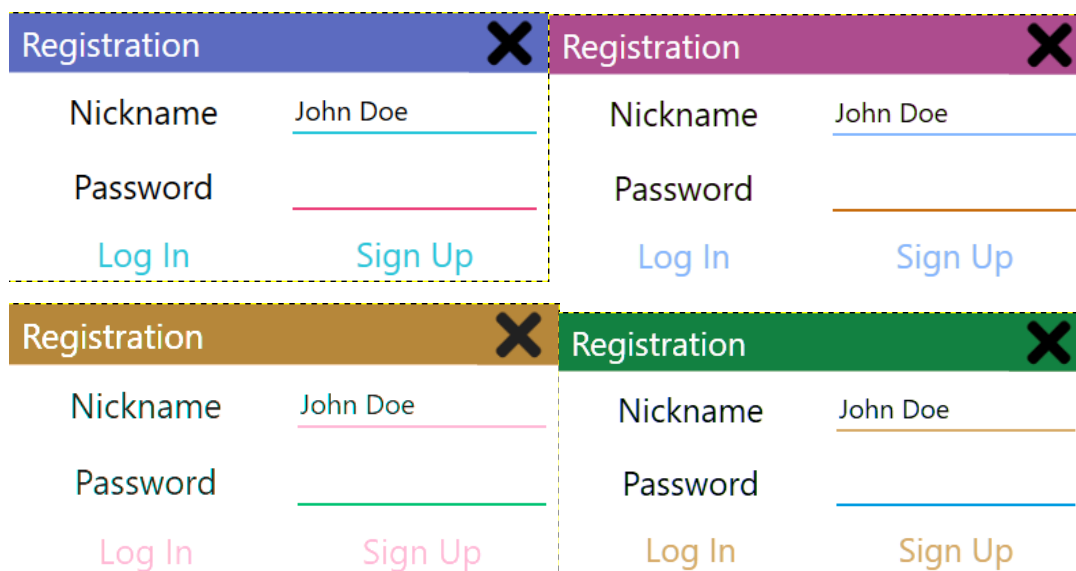 Registration
Nickname John Doe
Password
Log In Sign Up
Registration
Nickname John Doe
Password
Log In Sign Up
Registration
Nickname John Doe
Password
Log In Sign Up
Registration
Nickname John Doe
Password
Log In Sign Up